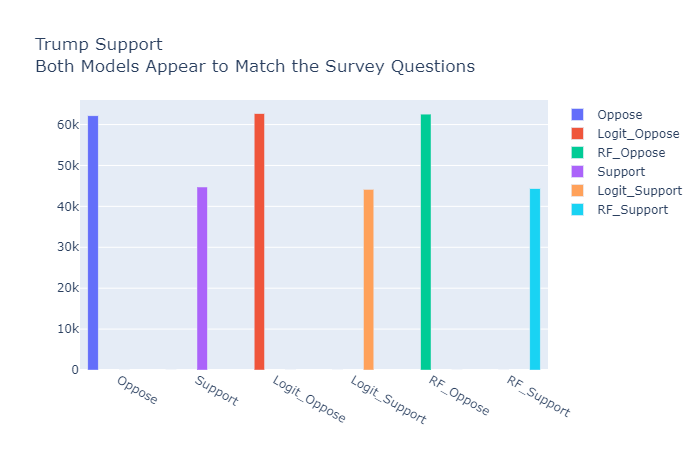 Trump Support
Both Models Appear to Match the Survey Questions
60k
50k
40k
30k
20k
10k
0
Oppose
Support
Logit_Oppose
Logit_Support
RF_Oppose
RF_Support
Oppose
Logit_Oppose
RF_Oppose
Support
Logit_Support
RF_Support